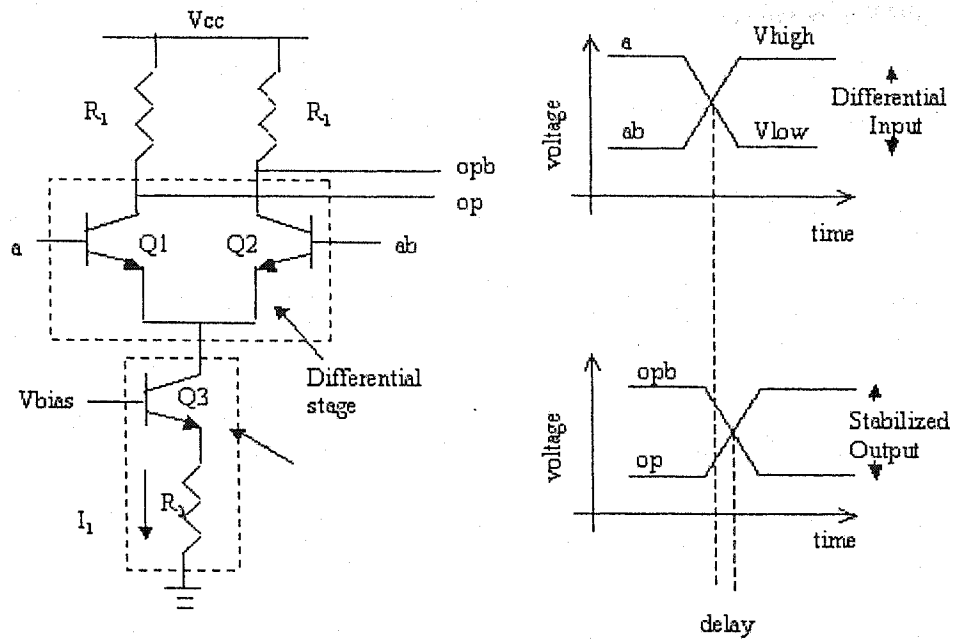 Vcc
R1
R1
opb
op
a
Q1
Q2
ab
Differential
stage
Vbias
Q3
I1
a
Vhigh
ab
Vlow
voltage
time
Differential
Input
opb
op
voltage
time
Stabilized
Output
delay